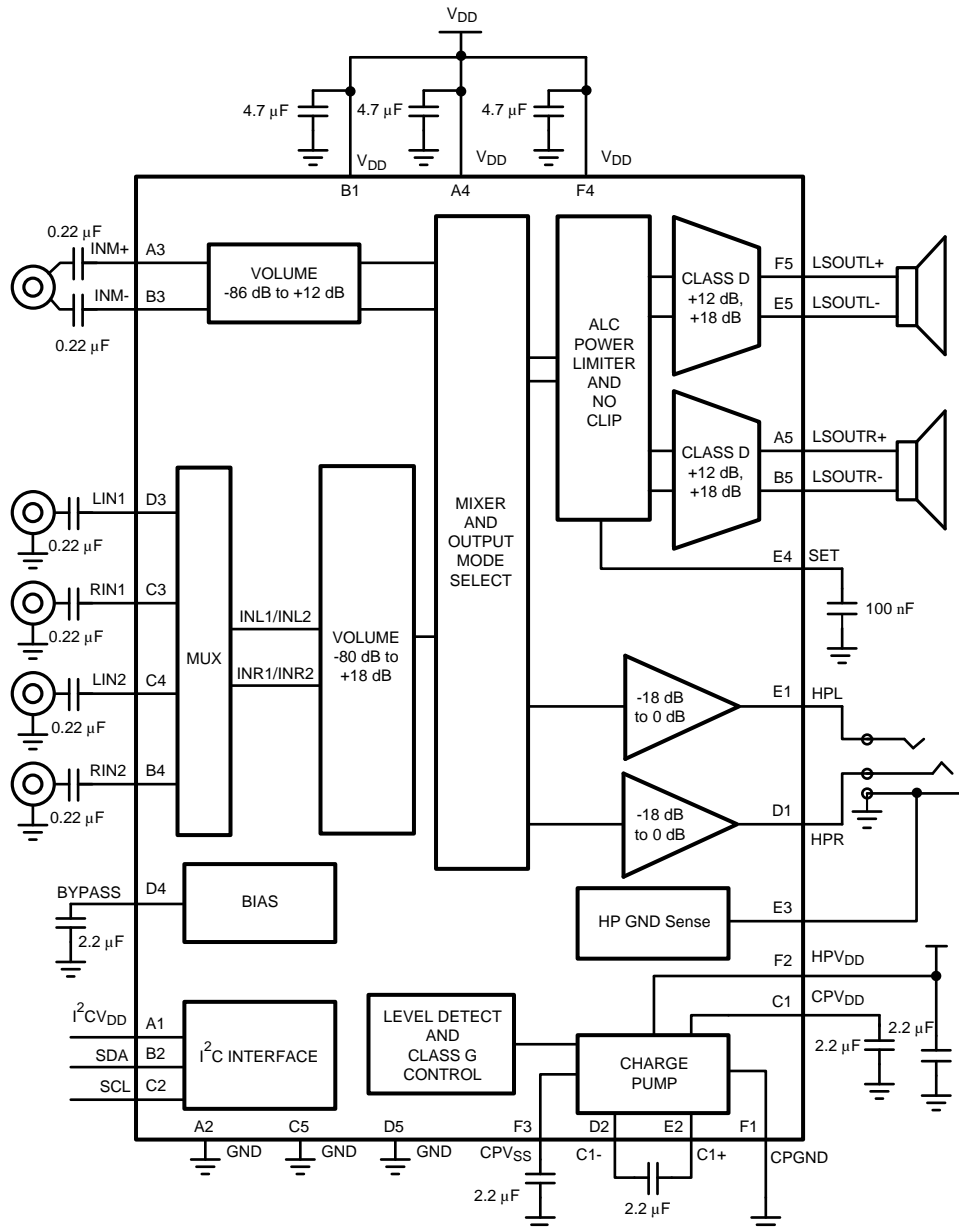 VDD
4.7 µF
4.7 µF
4.7 µF
VDD
VDD
VDD
B1
A4
F4
0.22 µF
INM+
A3
INM-
B3
0.22 µF
VOLUME
-86 dB to +12 dB
ALC
POWER
LIMITER
AND
NO
CLIP
CLASS D
+12 dB,
+18 dB
F5
LSOUTL+
E5
LSOUTL-
CLASS D
+12 dB,
+18 dB
A5
LSOUTR+
B5
LSOUTR-
MIXER
AND
OUTPUT
MODE
SELECT
E4
SET
100 nF
LIN1
D3
0.22 µF
RIN1
C3
0.22 µF
LIN2
C4
0.22 µF
RIN2
B4
0.22 µF
MUX
INL1/INL2
INR1/INR2
VOLUME
-80 dB to
+18 dB
-18 dB
to 0 dB
E1
HPL
-18 dB
to 0 dB
D1
HPR
BYPASS
D4
2.2 µF
BIAS
HP GND Sense
E3
F2
HPVDD
C1
CPVDD
2.2 µF
2.2 µF
I²CVDD
A1
SDA
B2
SCL
C2
I²C INTERFACE
LEVEL DETECT
AND
CLASS G
CONTROL
CHARGE
PUMP
A2
GND
C5
GND
D5
GND
F3
CPVSS
2.2 µF
D2
C1-
E2
C1+
2.2 µF
F1
CPGND